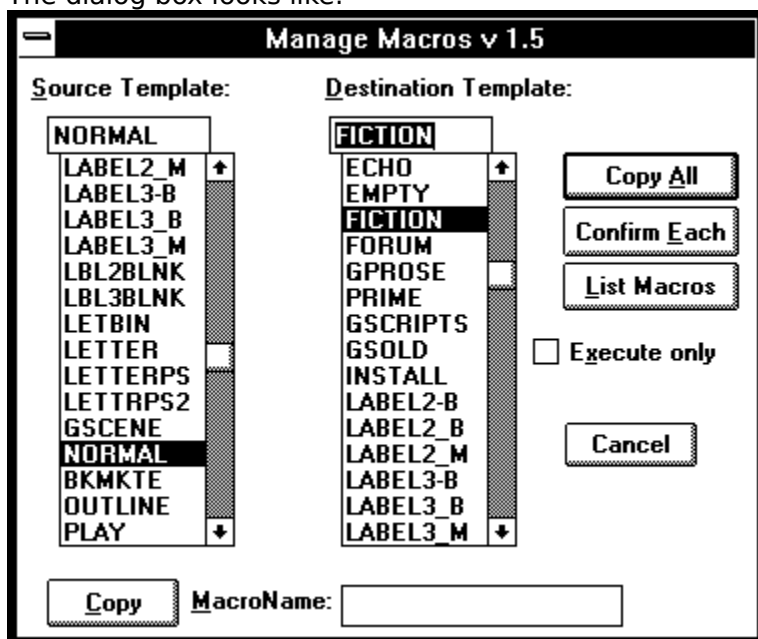 The dialog box looks like:
Manage Macros v 1.5
Source Template:
NORMAL
LABEL2_M
LABEL3-B
LABEL3_B
LABEL3_M
LBL2BLNK
LBL3BLNK
LETBIN
LETTER
LETTERPS
LETTRPS2
GSCENE
NORMAL
BKMKTE
OUTLINE
PLAY
Destination Template:
FICTION
ECHO
EMPTY
FICTION
FORUM
GPROSE
PRIME
GSCRIPTS
GSOLD
INSTALL
LABEL2-B
LABEL2_B
LABEL2_M
LABEL3-B
LABEL3_B
LABEL3_M
Copy All
Confirm Each
List Macros
Execute only
Cancel
Copy
MacroName: